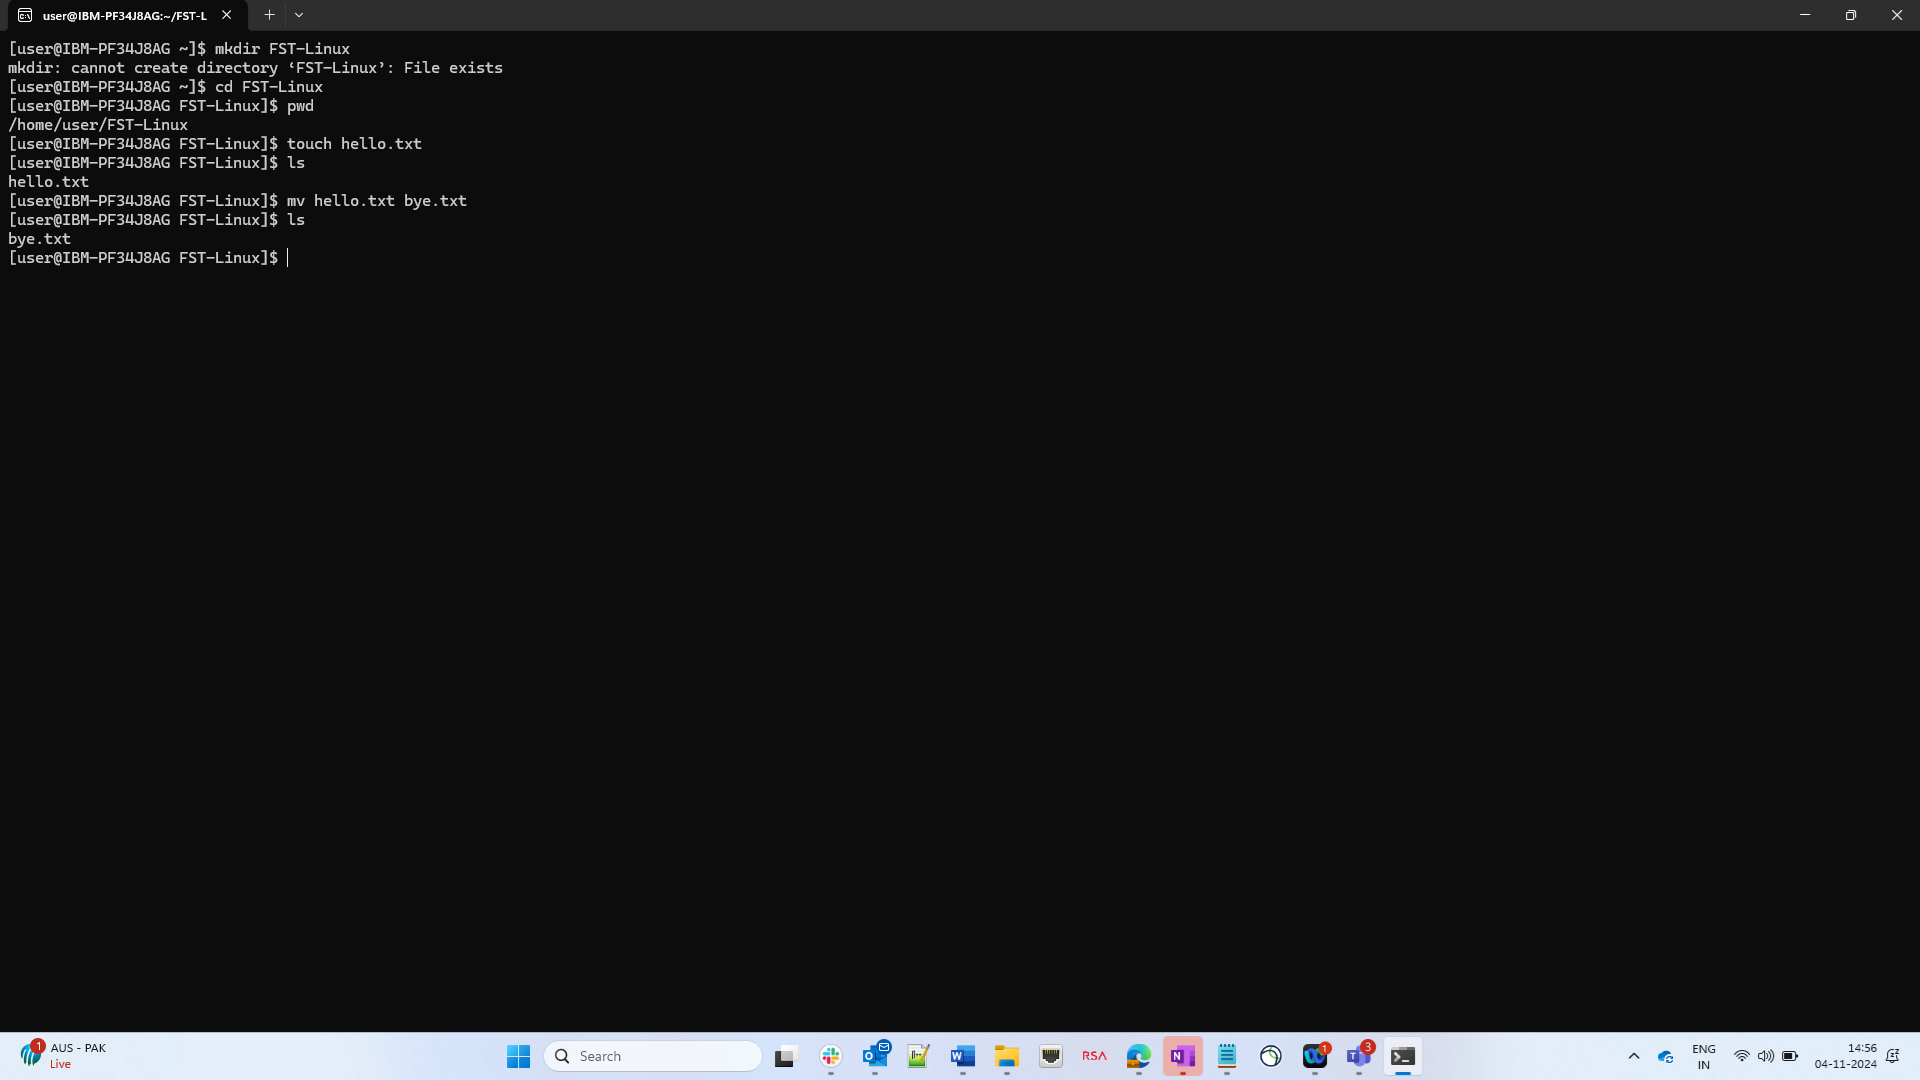 user@IBM-PF34J8AG:~/FST-L
[user@IBM-PF34J8AG ~]$ mkdir FST-Linux
mkdir: cannot create directory ‘FST-Linux’: File exists
[user@IBM-PF34J8AG ~]$ cd FST-Linux
[user@IBM-PF34J8AG FST-Linux]$ pwd
/home/user/FST-Linux
[user@IBM-PF34J8AG FST-Linux]$ touch hello.txt
[user@IBM-PF34J8AG FST-Linux]$ ls
hello.txt
[user@IBM-PF34J8AG FST-Linux]$ mv hello.txt bye.txt
[user@IBM-PF34J8AG FST-Linux]$ ls
bye.txt
[user@IBM-PF34J8AG FST-Linux]$
1
AUS - PAK
Live
Search
RSA
1
3
ENG
IN
14:56
04-11-2024